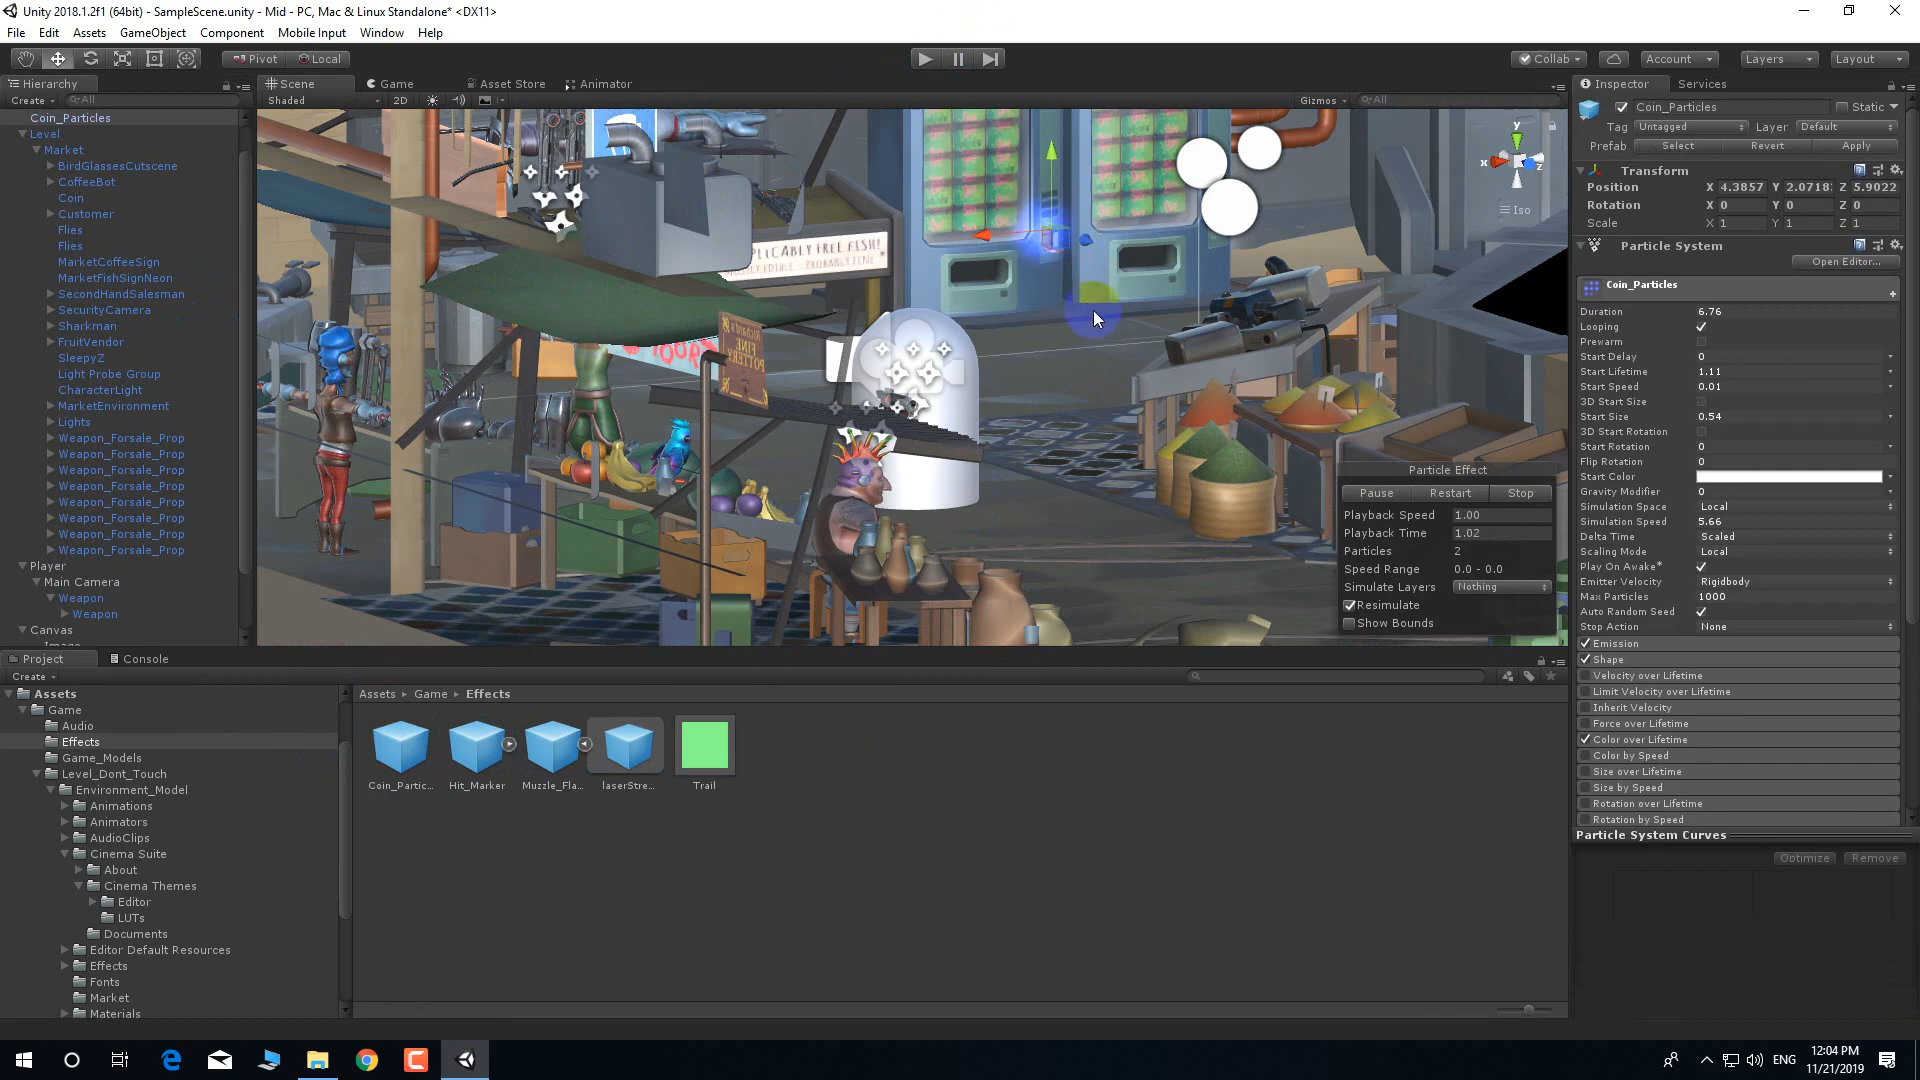 Unity 2018.1.2f1 (64bit) - SampleScene.unity - Mid - PC, Mac & Linux Standalone* <DX11>
File Edit Assets GameObject Component Mobile Input Window Help
Pivot Local Collab Account Layers Layout
Hierarchy
Create All
Coin_Particles
Level
Market
BirdGlassesCutscene
CoffeeBot
Coin
Customer
Flies
Flies
MarketCoffeeSign
MarketFishSignNeon
SecondHandSalesman
SecurityCamera
Sharkman
FruitVendor
SleepyZ
Light Probe Group
CharacterLight
MarketEnvironment
Lights
Weapon_Forsale_Prop
Weapon_Forsale_Prop
Weapon_Forsale_Prop
Weapon_Forsale_Prop
Weapon_Forsale_Prop
Weapon_Forsale_Prop
Weapon_Forsale_Prop
Weapon_Forsale_Prop
Player
Main Camera
Weapon
Weapon
Canvas
Scene Game Asset Store Animator
Shaded 2D Gizmos All
PLICABLY FREE FISH!
FINE
POTTERY
y
x
z
Iso
Particle Effect
Pause Restart Stop
Playback Speed 1.00
Playback Time 1.02
Particles 2
Speed Range 0.0 - 0.0
Simulate Layers Nothing
Resimulate
Show Bounds
Inspector Services
Coin_Particles Static
Tag Untagged Layer Default
Prefab Select Revert Apply
Transform
Position X 4.3857 Y 2.0718 Z 5.9022
Rotation X 0 Y 0 Z 0
Scale X 1 Y 1 Z 1
Particle System
Open Editor...
Coin_Particles
Duration 6.76
Looping
Prewarm
Start Delay 0
Start Lifetime 1.11
Start Speed 0.01
3D Start Size
Start Size 0.54
3D Start Rotation
Start Rotation 0
Flip Rotation 0
Start Color
Gravity Modifier 0
Simulation Space Local
Simulation Speed 5.66
Delta Time Scaled
Scaling Mode Local
Play On Awake*
Emitter Velocity Rigidbody
Max Particles 1000
Auto Random Seed
Stop Action None
Emission
Shape
Velocity over Lifetime
Limit Velocity over Lifetime
Inherit Velocity
Force over Lifetime
Color over Lifetime
Color by Speed
Size over Lifetime
Size by Speed
Rotation over Lifetime
Rotation by Speed
Particle System Curves
Optimize Remove
Project Console
Create
Assets
Game
Audio
Effects
Game_Models
Level_Dont_Touch
Environment_Model
Animations
Animators
AudioClips
Cinema Suite
About
Cinema Themes
Editor
LUTs
Documents
Editor Default Resources
Effects
Fonts
Market
Materials
Assets Game Effects
Coin_Partic... Hit_Marker Muzzle_Fla... laserStre... Trail
ENG
12:04 PM
11/21/2019